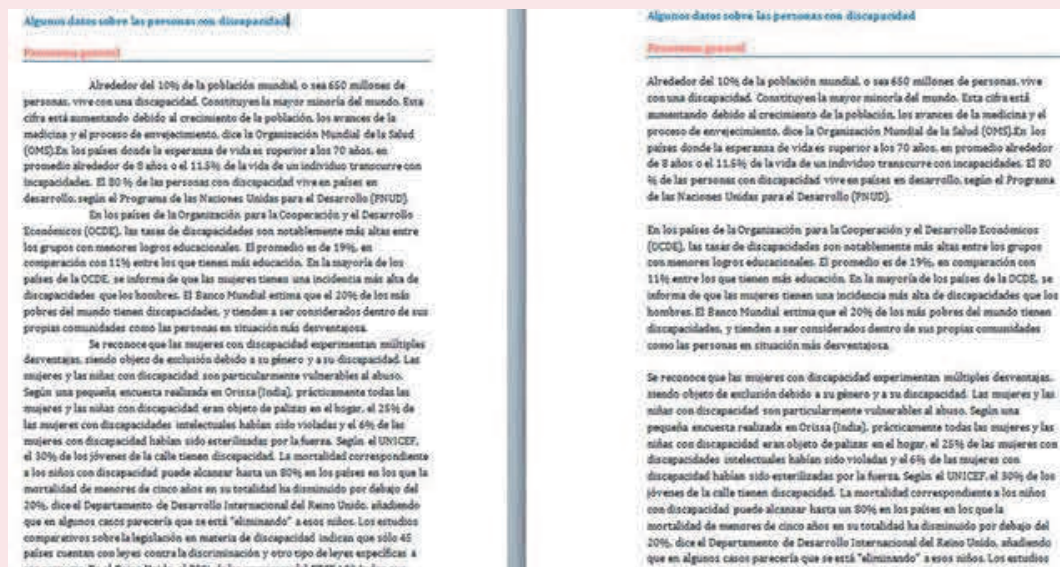 Algunos datos sobre las personas con discapacidad
Panorama general
Alrededor del 10% de la población mundial, o sea 650 millones de
personas, vive con una discapacidad. Constituyen la mayor minoría del mundo. Esta
cifra está aumentando debido al crecimiento de la población, los avances de la
medicina y el proceso de envejecimiento, dice la Organización Mundial de la Salud
(OMS).En los países donde la esperanza de vida es superior a los 70 años, en
promedio alrededor de 8 años o el 11.5% de la vida de un individuo transcurre con
incapacidades. El 80 % de las personas con discapacidad vive en países en
desarrollo, según el Programa de las Naciones Unidas para el Desarrollo (PNUD).
En los países de la Organización para la Cooperación y el Desarrollo
Económicos (OCDE), las tasas de discapacidades son notablemente más altas entre
los grupos con menores logros educacionales. El promedio es de 19%, en
comparación con 11% entre los que tienen más educación. En la mayoría de los
países de la OCDE, se informa de que las mujeres tienen una incidencia más alta de
discapacidades que los hombres. El Banco Mundial estima que el 20% de los más
pobres del mundo tienen discapacidades, y tienden a ser considerados dentro de sus
propias comunidades como las personas en situación más desventajosa.
Se reconoce que las mujeres con discapacidad experimentan múltiples
desventajas, siendo objeto de exclusión debido a su género y a su discapacidad. Las
mujeres y las niñas con discapacidad son particularmente vulnerables al abuso.
Según una pequeña encuesta realizada en Orissa (India), prácticamente todas las
mujeres y las niñas con discapacidad eran objeto de palizas en el hogar, el 25% de
las mujeres con discapacidades intelectuales habían sido violadas y el 6% de las
mujeres con discapacidad habían sido esterilizadas por la fuerza. Según el UNICEF,
el 30% de los jóvenes de la calle tienen discapacidad. La mortalidad correspondiente
a los niños con discapacidad puede alcanzar hasta un 80% en los países en los que la
mortalidad de menores de cinco años en su totalidad ha disminuido por debajo del
20%, dice el Departamento de Desarrollo Internacional del Reino Unido, añadiendo
que en algunos casos parecería que se está "eliminando" a esos niños. Los estudios
comparativos sobre la legislación en materia de discapacidad indican que sólo 45
países cuentan con leyes contra la discriminación y otro tipo de leyes específicas a
Algunos datos sobre las personas con discapacidad
Panorama general
Alrededor del 10% de la población mundial, o sea 650 millones de personas, vive
con una discapacidad. Constituyen la mayor minoría del mundo. Esta cifra está
aumentando debido al crecimiento de la población, los avances de la medicina y el
proceso de envejecimiento, dice la Organización Mundial de la Salud (OMS).En los
países donde la esperanza de vida es superior a los 70 años, en promedio alrededor
de 8 años o el 11.5% de la vida de un individuo transcurre con incapacidades. El 80
% de las personas con discapacidad vive en países en desarrollo, según el Programa
de las Naciones Unidas para el Desarrollo (PNUD).
En los países de la Organización para la Cooperación y el Desarrollo Económicos
(OCDE), las tasas de discapacidades son notablemente más altas entre los grupos
con menores logros educacionales. El promedio es de 19%, en comparación con
11% entre los que tienen más educación. En la mayoría de los países de la OCDE, se
informa de que las mujeres tienen una incidencia más alta de discapacidades que los
hombres. El Banco Mundial estima que el 20% de los más pobres del mundo tienen
discapacidades, y tienden a ser considerados dentro de sus propias comunidades
como las personas en situación más desventajosa.
Se reconoce que las mujeres con discapacidad experimentan múltiples desventajas,
siendo objeto de exclusión debido a su género y a su discapacidad. Las mujeres y las
niñas con discapacidad son particularmente vulnerables al abuso. Según una
pequeña encuesta realizada en Orissa (India), prácticamente todas las mujeres y las
niñas con discapacidad eran objeto de palizas en el hogar, el 25% de las mujeres con
discapacidades intelectuales habían sido violadas y el 6% de las mujeres con
discapacidad habían sido esterilizadas por la fuerza. Según el UNICEF, el 30% de los
jóvenes de la calle tienen discapacidad. La mortalidad correspondiente a los niños
con discapacidad puede alcanzar hasta un 80% en los países en los que la
mortalidad de menores de cinco años en su totalidad ha disminuido por debajo del
20%, dice el Departamento de Desarrollo Internacional del Reino Unido, añadiendo
que en algunos casos parecería que se está "eliminando" a esos niños. Los estudios